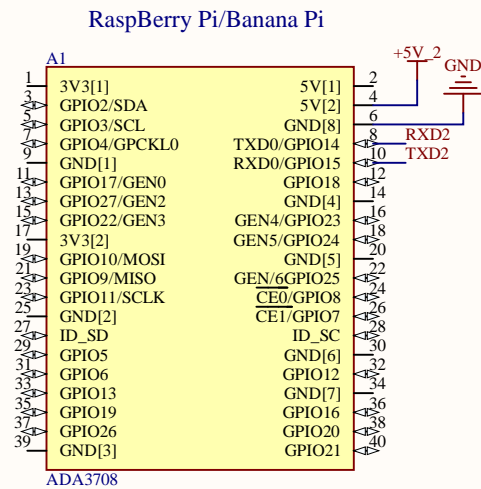 RaspBerry Pi/Banana Pi
A1
+5V_2
GND
1 3V3[1] 5V[1] 2
3 GPIO2/SDA 5V[2] 4
5 GPIO3/SCL GND[8] 6
7 GPIO4/GPCKL0 TXD0/GPIO14 8 RXD2
9 GND[1] RXD0/GPIO15 10 TXD2
11 GPIO17/GEN0 GPIO18 12
13 GPIO27/GEN2 GND[4] 14
15 GPIO22/GEN3 GEN4/GPIO23 16
17 3V3[2] GEN5/GPIO24 18
19 GPIO10/MOSI GND[5] 20
21 GPIO9/MISO GEN/6GPIO25 22
23 GPIO11/SCLK CE0/GPIO8 24
25 GND[2] CE1/GPIO7 26
27 ID_SD ID_SC 28
29 GPIO5 GND[6] 30
31 GPIO6 GPIO12 32
33 GPIO13 GND[7] 34
35 GPIO19 GPIO16 36
37 GPIO26 GPIO20 38
39 GND[3] GPIO21 40
ADA3708